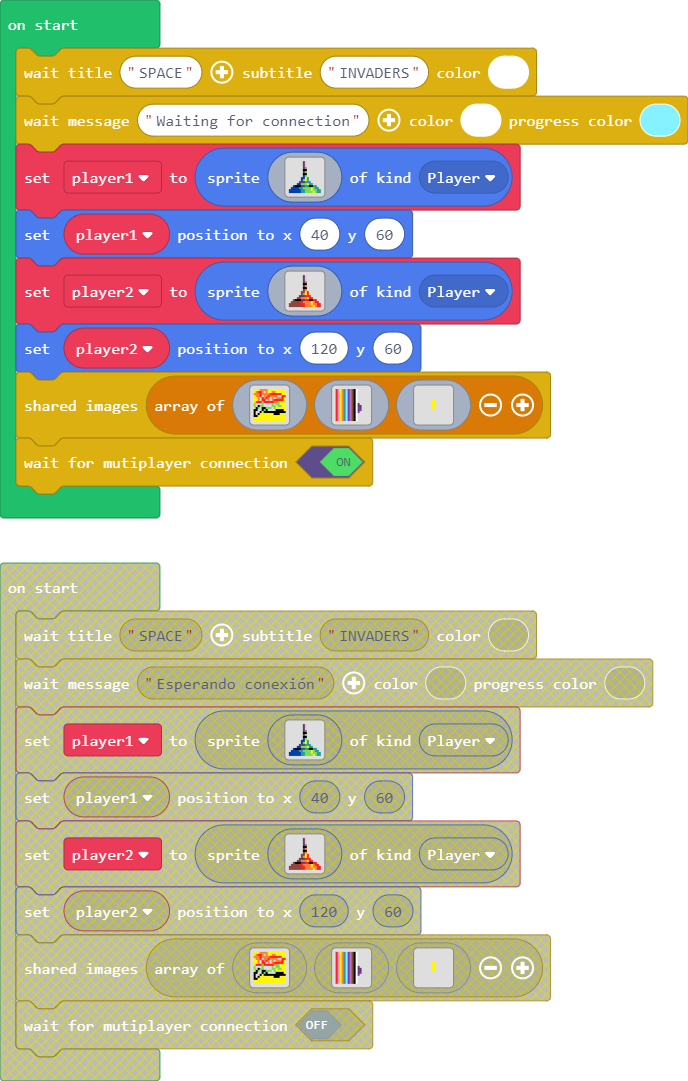 on start
wait title "SPACE" subtitle "INVADERS" color
wait message "Waiting for connection" color progress color
set player1 to sprite of kind Player
set player1 position to x 40 y 60
set player2 to sprite of kind Player
set player2 position to x 120 y 60
shared images array of
wait for mutiplayer connection ON
on start
wait title "SPACE" subtitle "INVADERS" color
wait message "Esperando conexión" color progress color
set player1 to sprite of kind Player
set player1 position to x 40 y 60
set player2 to sprite of kind Player
set player2 position to x 120 y 60
shared images array of
wait for mutiplayer connection OFF